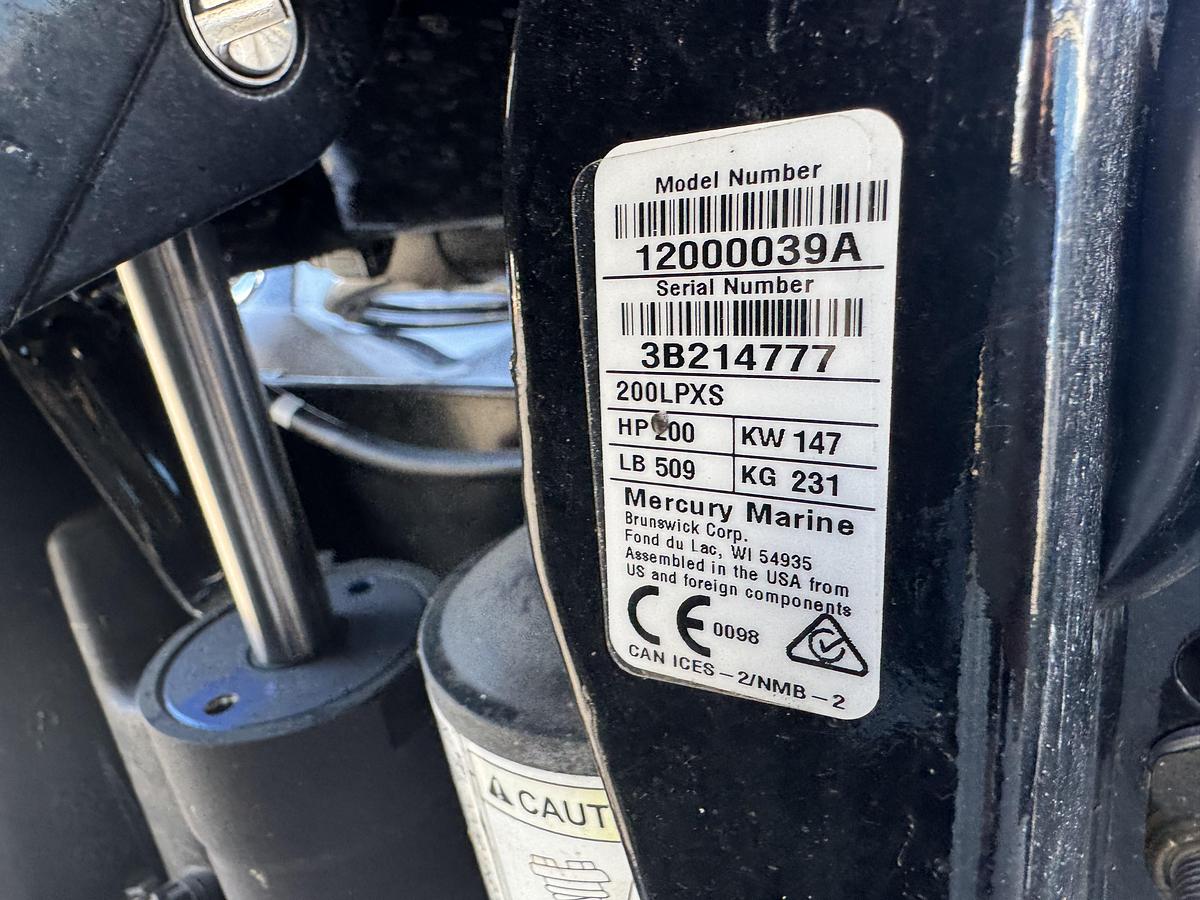 Model Number
12000039A
Serial Number
3B214777
200LPXS
HP 200 KW 147
LB 509 KG 231
Mercury Marine
Brunswick Corp.
Fond du Lac, WI 54935
Assembled in the USA from
US and foreign components
CE 0098
CAN ICES-2/NMB-2
CAUT